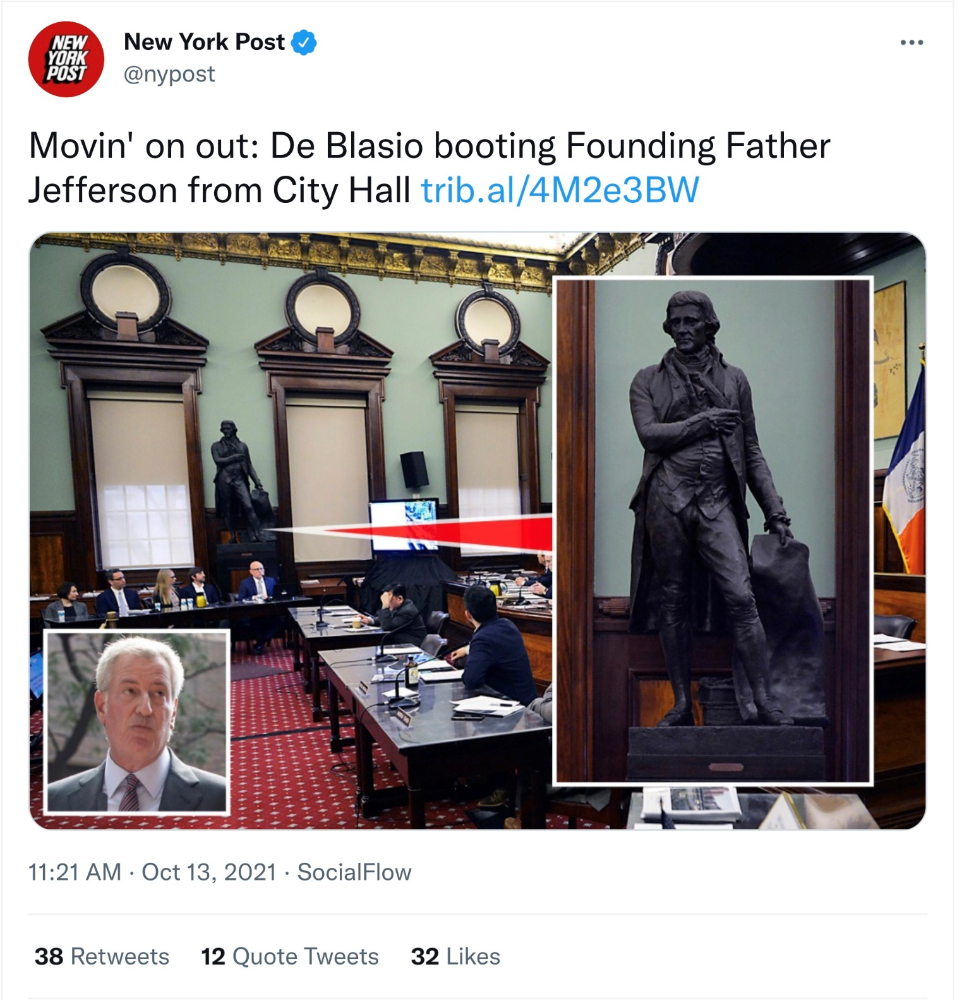 NEW
YORK
POST
New York Post
@nypost
Movin' on out: De Blasio booting Founding Father
Jefferson from City Hall trib.al/4M2e3BW
11:21 AM · Oct 13, 2021 · SocialFlow
38 Retweets 12 Quote Tweets 32 Likes